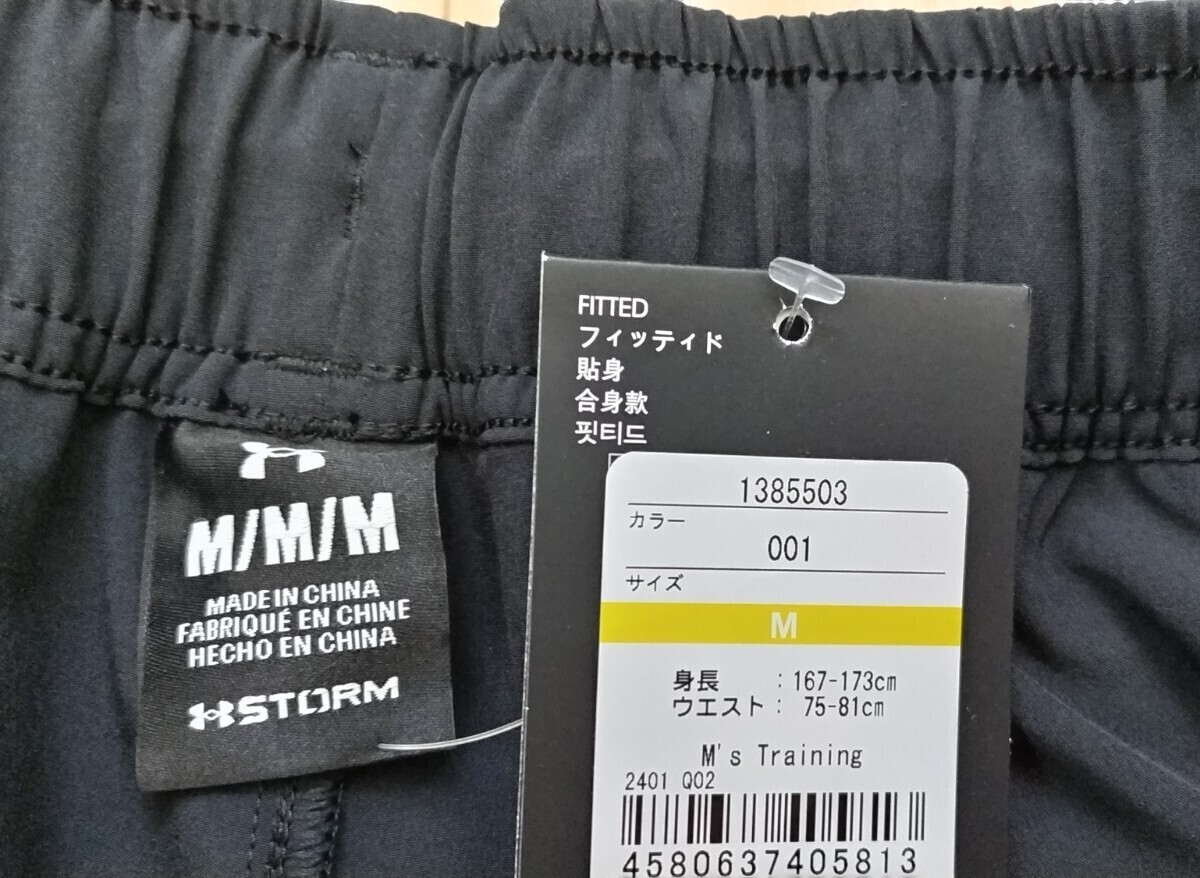 M/M/M
MADE IN CHINA
FABRIQUÉ EN CHINE
HECHO EN CHINA
STORM
FITTED
フィッティド
貼身
合身款
핏티드
1385503
カラー
001
サイズ
M
身長 : 167-173cm
ウエスト : 75-81cm
M's Training
2401 Q02
4580637405813